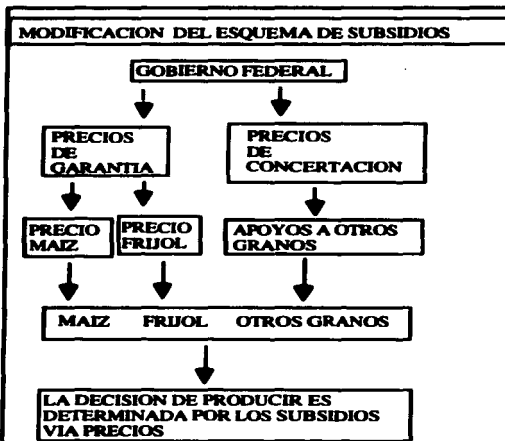 MODIFICACION DEL ESQUEMA DE SUBSIDIOS
GOBIERNO FEDERAL
PRECIOS
DE
GARANTIA
PRECIOS
DE
CONCERTACION
PRECIO
MAIZ
PRECIO
FRIJOL
APOYOS A OTROS
GRANOS
MAIZ FRIJOL OTROS GRANOS
LA DECISION DE PRODUCIR ES
DETERMINADA POR LOS SUBSIDIOS
VIA PRECIOS